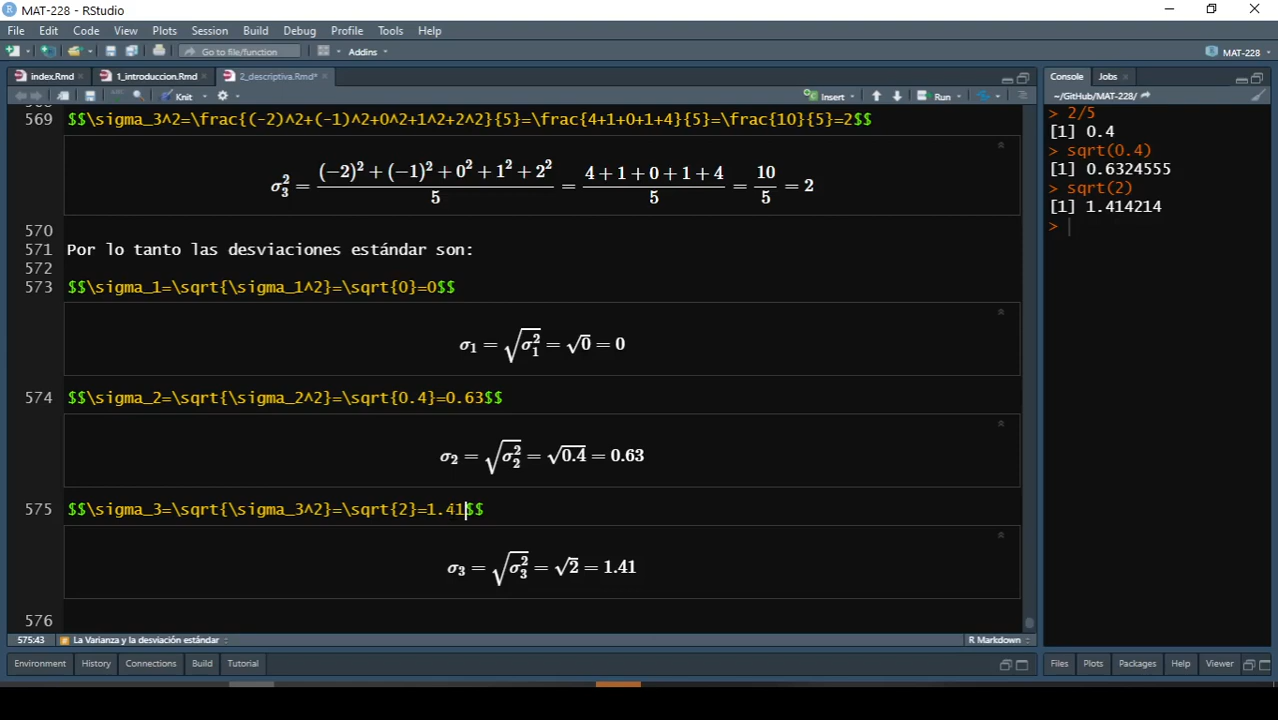 MAT-228 - RStudio
File Edit Code View Plots Session Build Debug Profile Tools Help
Go to file/function Addins MAT-228
index.Rmd 1_introduccion.Rmd 2_descriptiva.Rmd* Console Jobs
Knit Insert Run ~/GitHub/MAT-228/
569 $$\sigma_3^2=\frac{(-2)^2+(-1)^2+0^2+1^2+2^2}{5}=\frac{4+1+0+1+4}{5}=\frac{10}{5}=2$$
σ₃² = (−2)² + (−1)² + 0² + 1² + 2² / 5 = 4 + 1 + 0 + 1 + 4 / 5 = 10 / 5 = 2
570
571 Por lo tanto las desviaciones estándar son:
572
573 $$\sigma_1=\sqrt{\sigma_1^2}=\sqrt{0}=0$$
σ₁ = √σ₁² = √0 = 0
574 $$\sigma_2=\sqrt{\sigma_2^2}=\sqrt{0.4}=0.63$$
σ₂ = √σ₂² = √0.4 = 0.63
575 $$\sigma_3=\sqrt{\sigma_3^2}=\sqrt{2}=1.41$$
σ₃ = √σ₃² = √2 = 1.41
576
575:43 La Varianza y la desviación estándar R Markdown
Environment History Connections Build Tutorial
> 2/5
[1] 0.4
> sqrt(0.4)
[1] 0.6324555
> sqrt(2)
[1] 1.414214
>
Files Plots Packages Help Viewer